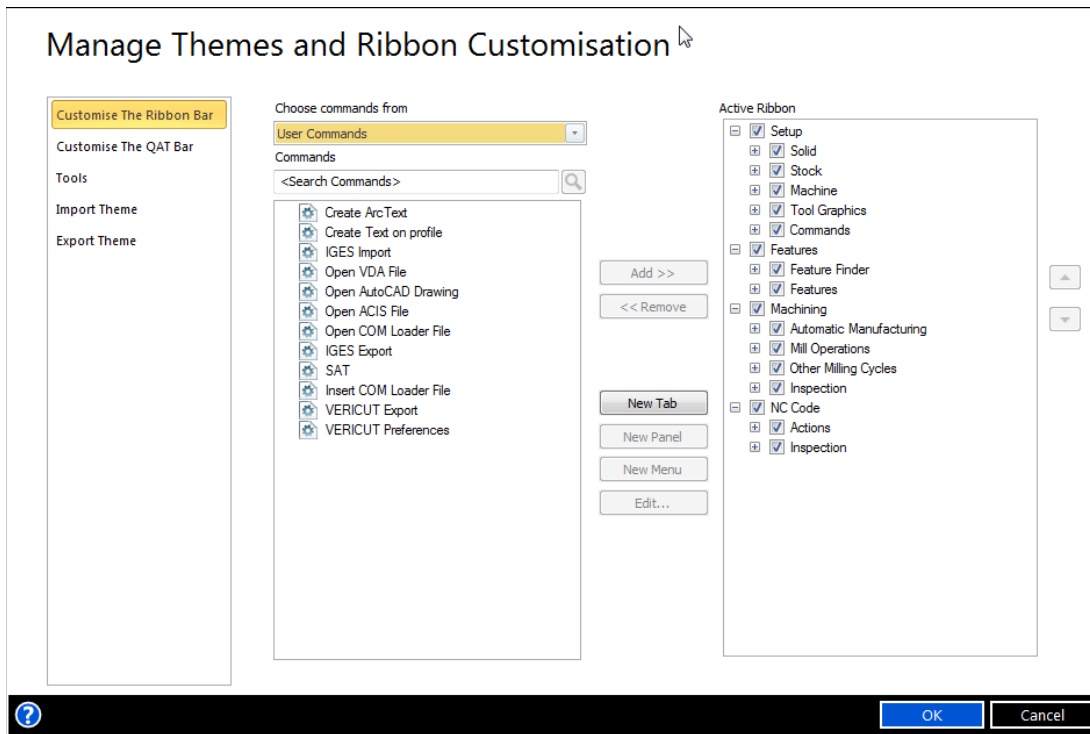 Manage Themes and Ribbon Customisation
Customise The Ribbon Bar
Customise The QAT Bar
Tools
Import Theme
Export Theme
Choose commands from
User Commands
Commands
<Search Commands>
Create ArcText
Create Text on profile
IGES Import
Open VDA File
Open AutoCAD Drawing
Open ACIS File
Open COM Loader File
IGES Export
SAT
Insert COM Loader File
VERICUT Export
VERICUT Preferences
Add >>
<< Remove
New Tab
New Panel
New Menu
Edit...
Active Ribbon
Setup
Solid
Stock
Machine
Tool Graphics
Commands
Features
Feature Finder
Features
Machining
Automatic Manufacturing
Mill Operations
Other Milling Cycles
Inspection
NC Code
Actions
Inspection
?
OK
Cancel